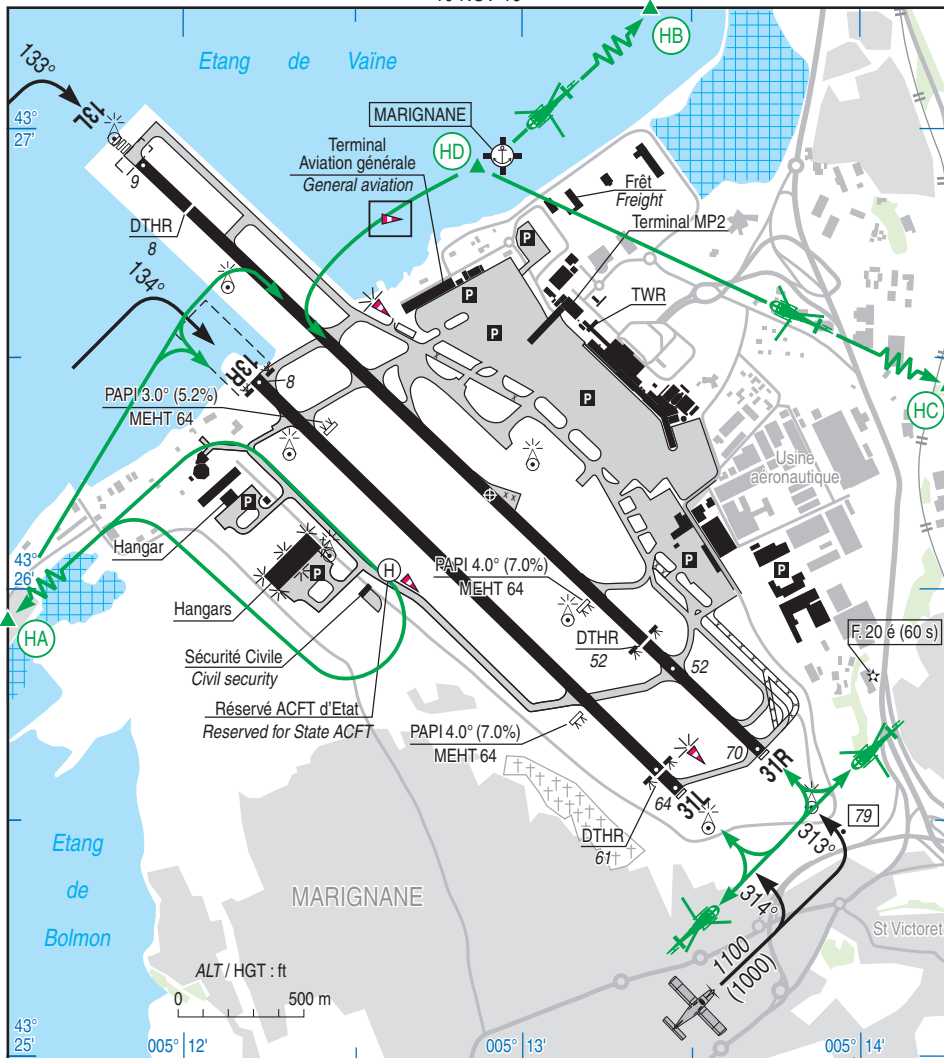 133°
13L
Etang de Vaïne
HB
43°
27'
MARIGNANE
HD
Terminal
Aviation générale
General aviation
Frêt
Freight
Terminal MP2
TWR
9
DTHR
8
134°
13R
8
P
P
P
P
P
P
P
P
PAPI 3.0° (5.2%)
MEHT 64
HC
Usine
aéronautique
x x
Hangar
43°
26'
H
PAPI 4.0° (7.0%)
MEHT 64
Hangars
HA
DTHR
52
52
F. 20 é (60 s)
Sécurité Civile
Civil security
Réservé ACFT d'Etat
Reserved for State ACFT
PAPI 4.0° (7.0%)
MEHT 64
70
31R
64
31L
DTHR
61
79
313°
314°
Etang
de
Bolmon
MARIGNANE
St Victoret
1100
(1000)
ALT / HGT : ft
0 500 m
43°
25'
005° 12'
005° 13'
005° 14'